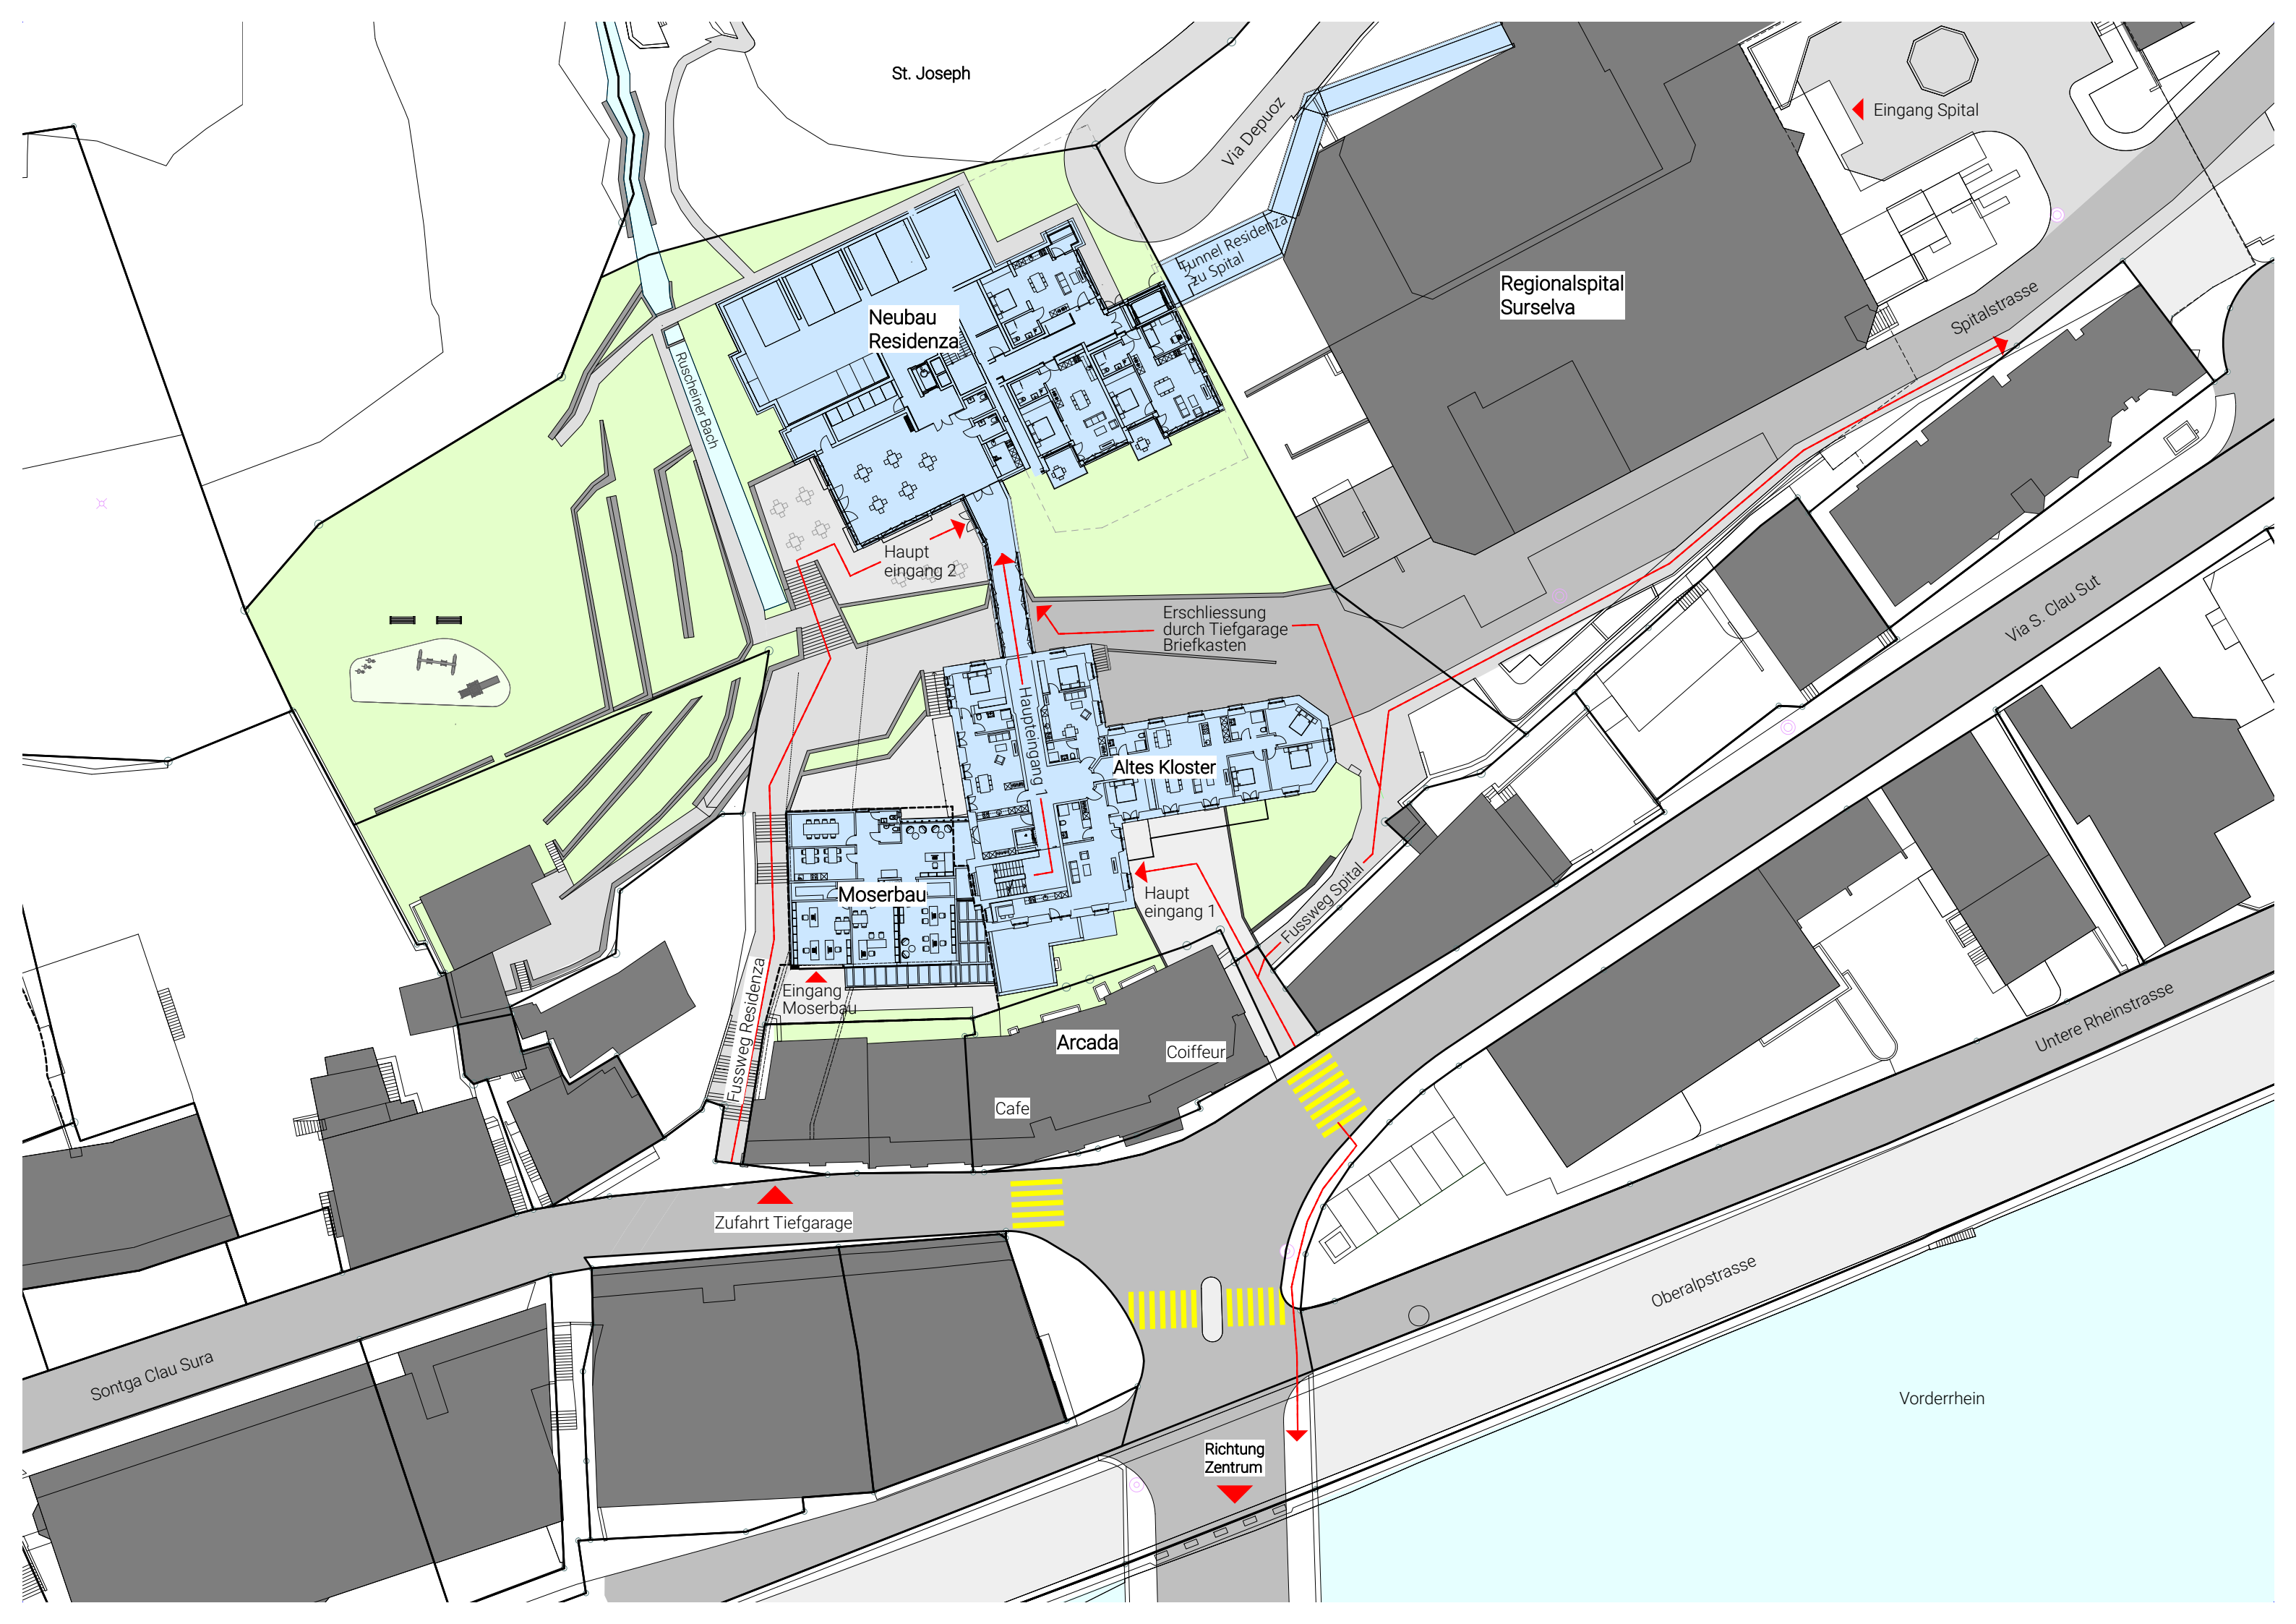 St. Joseph
Via Depuoz
Eingang Spital
Tunnel Residenza
zu Spital
Regionalspital
Surselva
Spitalstrasse
Neubau
Residenza
Ruscheiner Bach
Haupt
eingang 2
Erschliessung
durch Tiefgarage
Briefkasten
Via S. Clau Sut
Haupteingang 1
Altes Kloster
Moserbau
Haupt
eingang 1
Fussweg Spital
Eingang
Moserbau
Fussweg Residenza
Arcada
Coiffeur
Cafe
Untere Rheinstrasse
Zufahrt Tiefgarage
Oberalpstrasse
Sontga Clau Sura
Vorderrhein
Richtung
Zentrum